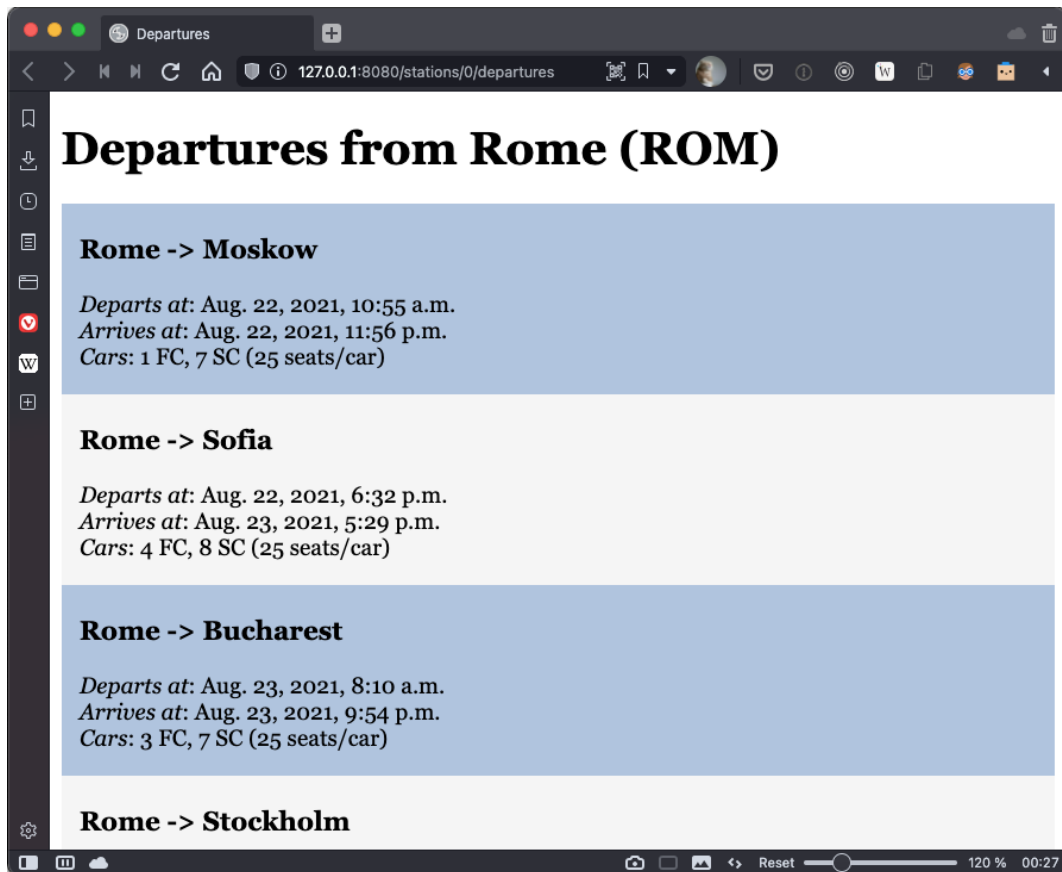 Departures
127.0.0.1:8080/stations/0/departures
W
Departures from Rome (ROM)
Rome -> Moskow
Departs at: Aug. 22, 2021, 10:55 a.m.
Arrives at: Aug. 22, 2021, 11:56 p.m.
Cars: 1 FC, 7 SC (25 seats/car)
W
Rome -> Sofia
Departs at: Aug. 22, 2021, 6:32 p.m.
Arrives at: Aug. 23, 2021, 5:29 p.m.
Cars: 4 FC, 8 SC (25 seats/car)
Rome -> Bucharest
Departs at: Aug. 23, 2021, 8:10 a.m.
Arrives at: Aug. 23, 2021, 9:54 p.m.
Cars: 3 FC, 7 SC (25 seats/car)
Rome -> Stockholm
Reset 120 % 00:27